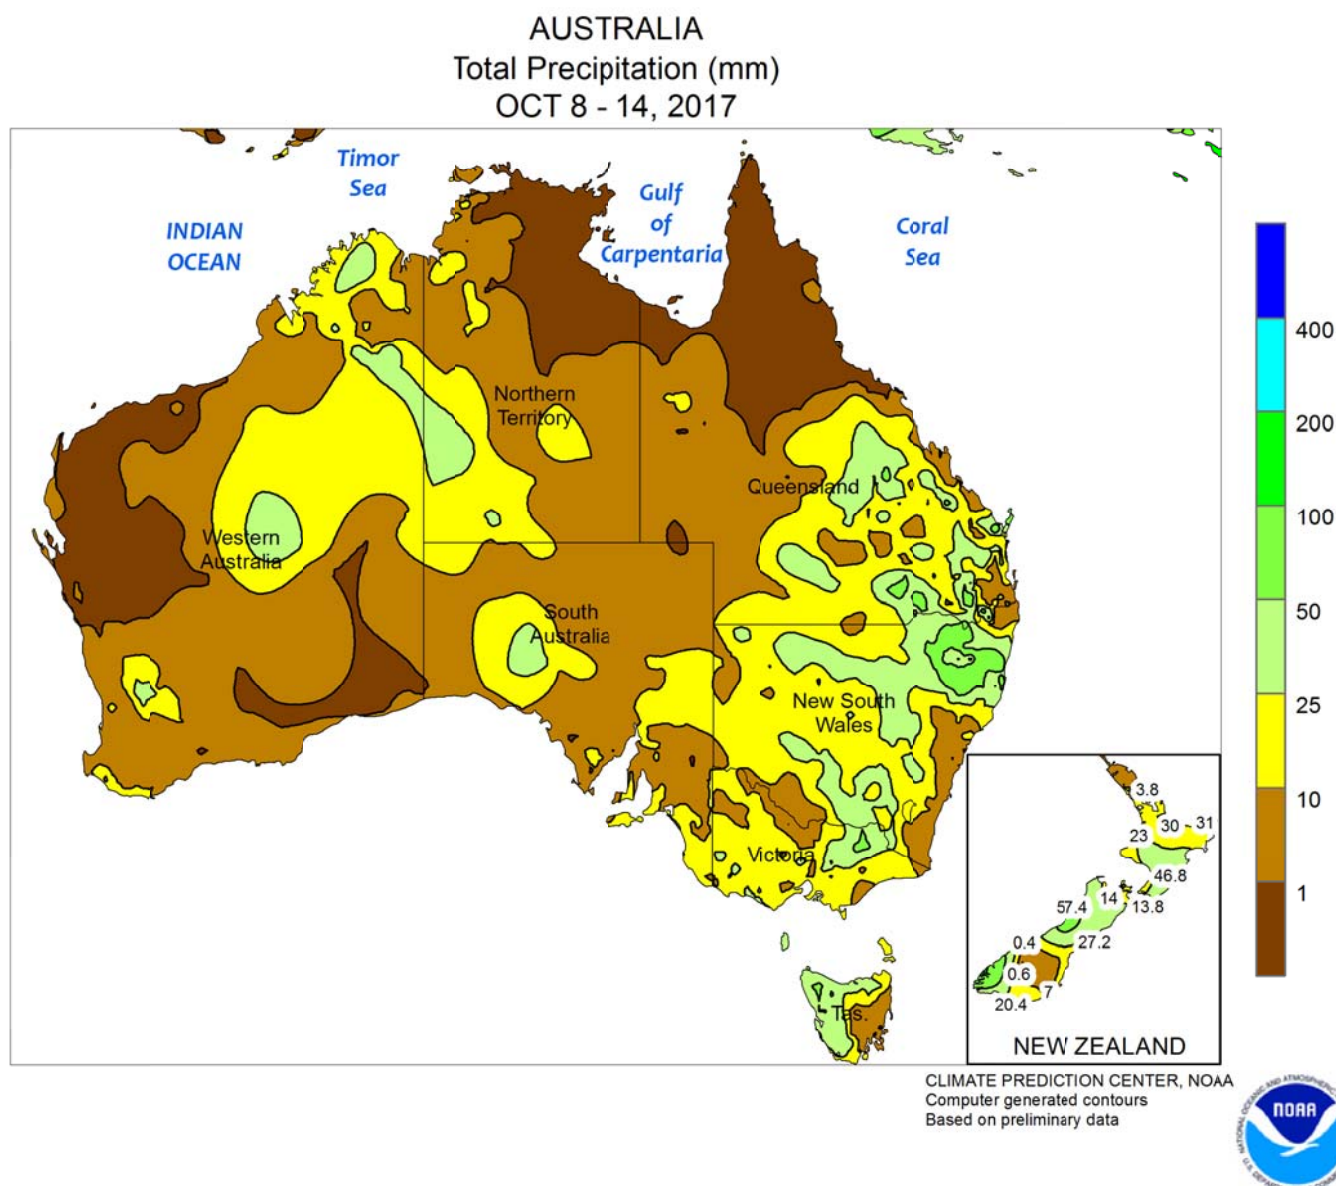 AUSTRALIA
Total Precipitation (mm)
OCT 8 - 14, 2017
Timor
Sea
Gulf
of
Carpentaria
Coral
Sea
INDIAN
OCEAN
Northern
Territory
Queensland
Western
Australia
South
Australia
New South
Wales
Victoria
Tas.
400
200
100
50
25
10
1
3.8
30
31
23
46.8
14
13.8
57.4
27.2
0.4
0.6
7
20.4
NEW ZEALAND
CLIMATE PREDICTION CENTER, NOAA
Computer generated contours
Based on preliminary data
NOAA